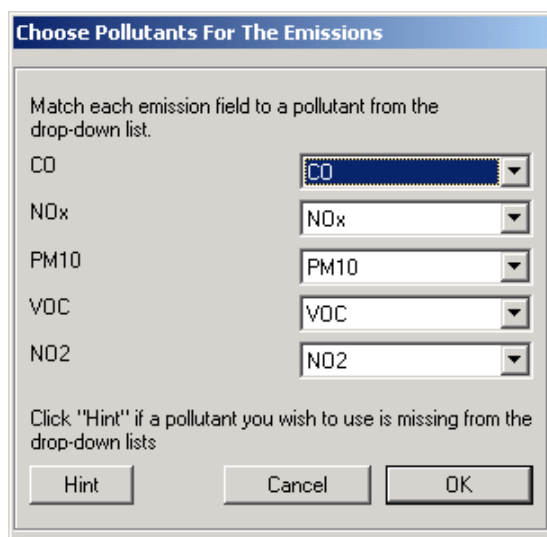 Choose Pollutants For The Emissions
Match each emission field to a pollutant from the
drop-down list.
CO CO
NOx NOx
PM10 PM10
VOC VOC
NO2 NO2
Click "Hint" if a pollutant you wish to use is missing from the
drop-down lists
Hint Cancel OK